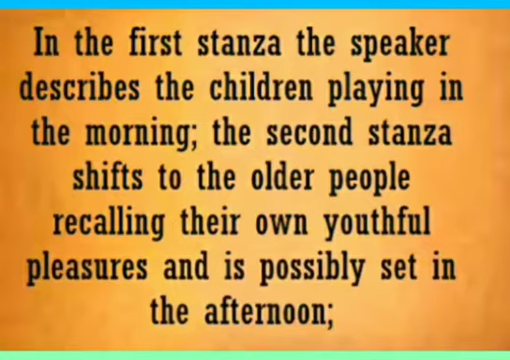 In the first stanza the speaker
describes the children playing in
the morning; the second stanza
shifts to the older people
recalling their own youthful
pleasures and is possibly set in
the afternoon;